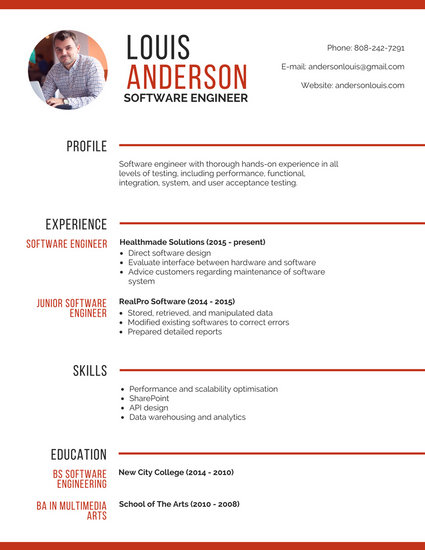 LOUIS
ANDERSON
SOFTWARE ENGINEER
Phone: 808-242-7291
E-mail: andersonlouis@gmail.com
Website: andersonlouis.com
PROFILE
Software engineer with thorough hands-on experience in all
levels of testing, including performance, functional,
integration, system, and user acceptance testing.
EXPERIENCE
SOFTWARE ENGINEER
Healthmade Solutions (2015 - present)
• Direct software design
• Evaluate interface between hardware and software
• Advice customers regarding maintenance of software
system
JUNIOR SOFTWARE
ENGINEER
RealPro Software (2014 - 2015)
• Stored, retrieved, and manipulated data
• Modified existing softwares to correct errors
• Prepared detailed reports
SKILLS
• Performance and scalability optimisation
• SharePoint
• API design
• Data warehousing and analytics
EDUCATION
BS SOFTWARE
ENGINEERING
New City College (2014 - 2010)
BA IN MULTIMEDIA
ARTS
School of The Arts (2010 - 2008)